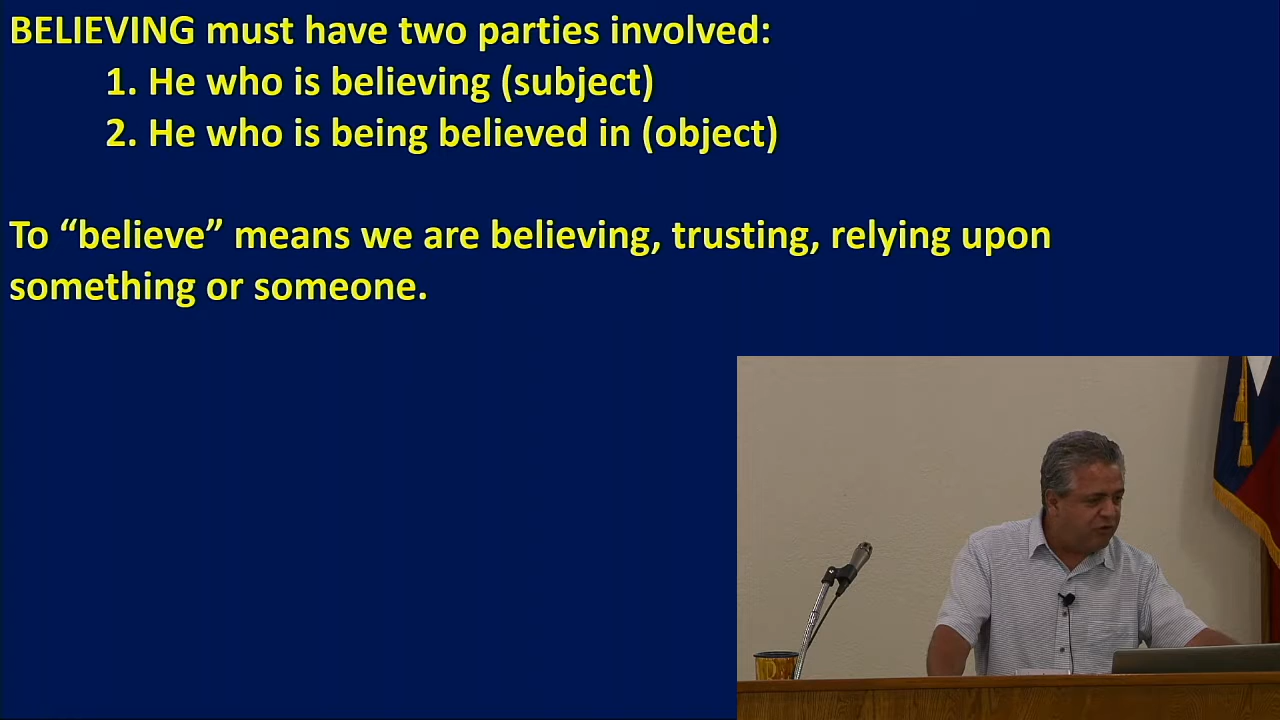 BELIEVING must have two parties involved:
1. He who is believing (subject)
2. He who is being believed in (object)
To “believe” means we are believing, trusting, relying upon
something or someone.